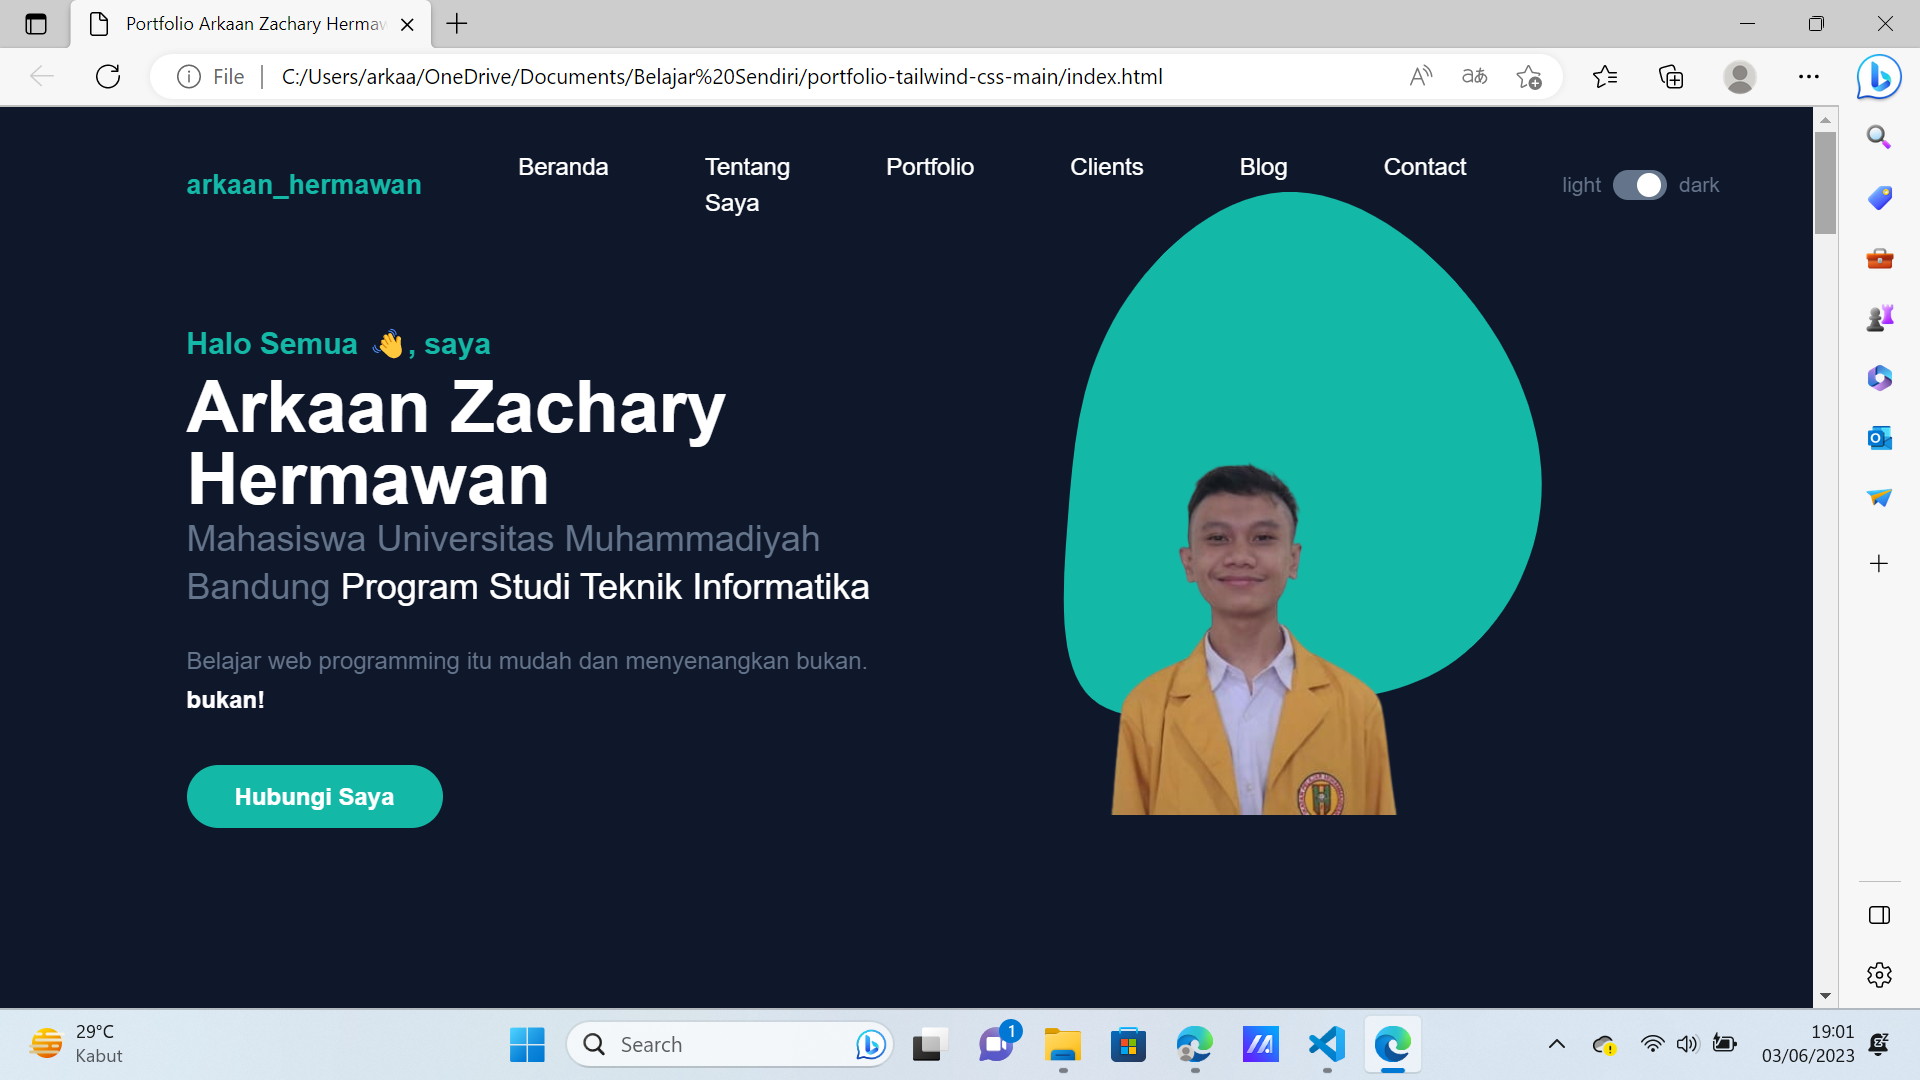 Portfolio Arkaan Zachary Hermaw
File
C:/Users/arkaa/OneDrive/Documents/Belajar%20Sendiri/portfolio-tailwind-css-main/index.html
arkaan_hermawan
Beranda
Tentang
Saya
Portfolio
Clients
Blog
Contact
light
dark
Halo Semua 👋, saya
Arkaan Zachary
Hermawan
Mahasiswa Universitas Muhammadiyah
Bandung Program Studi Teknik Informatika
Belajar web programming itu mudah dan menyenangkan bukan.
bukan!
Hubungi Saya
29°C
Kabut
Search
1
19:01
03/06/2023